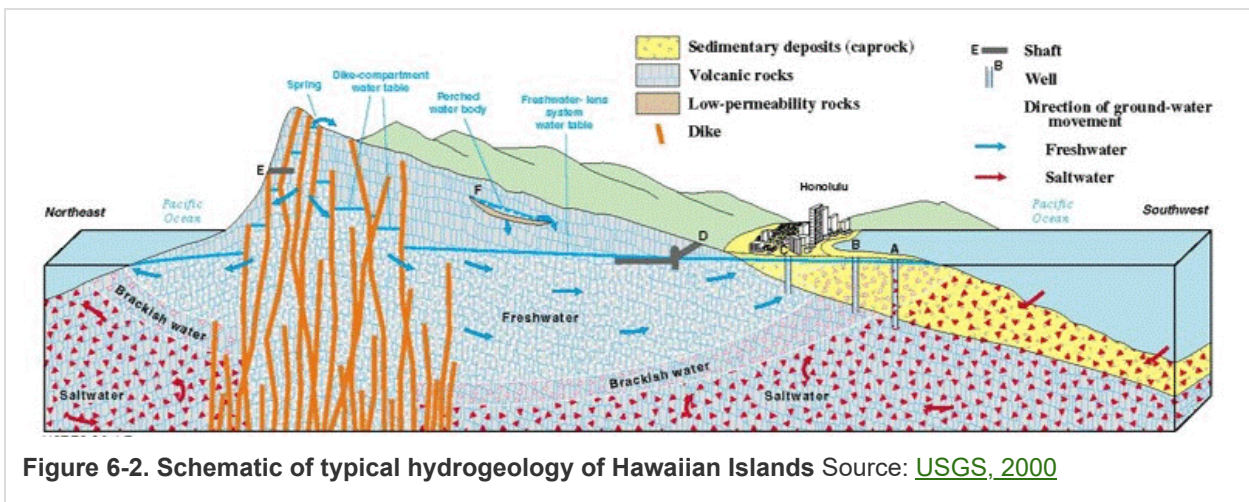 Sedimentary deposits (caprock)
Volcanic rocks
Low-permeability rocks
Dike
E
Shaft
B
Well
Direction of ground-water
movement
Freshwater
Saltwater
Spring
Dike-compartment
water table
Perched
water body
Freshwater- lens
system
water table
E
F
D
Honolulu
C
B
A
Northeast
Pacific
Ocean
Pacific
Ocean
Southwest
Brackish water
Freshwater
Brackish water
Saltwater
Saltwater
Figure 6-2. Schematic of typical hydrogeology of Hawaiian Islands Source: USGS, 2000